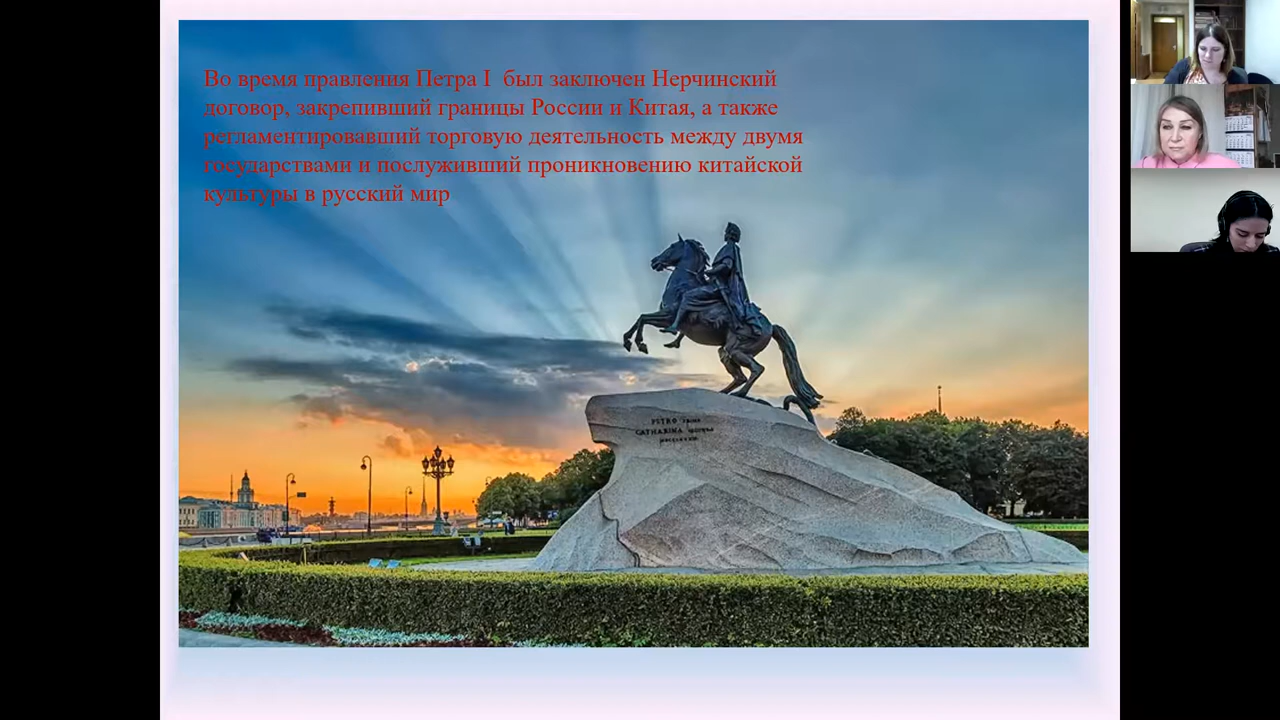 Во время правления Петра I был заключен Нерчинский
договор, закрепивший границы России и Китая, а также
регламентировавший торговую деятельность между двумя
государствами и послуживший проникновению китайской
культуры в русский мир
PETRO
CATHARINA